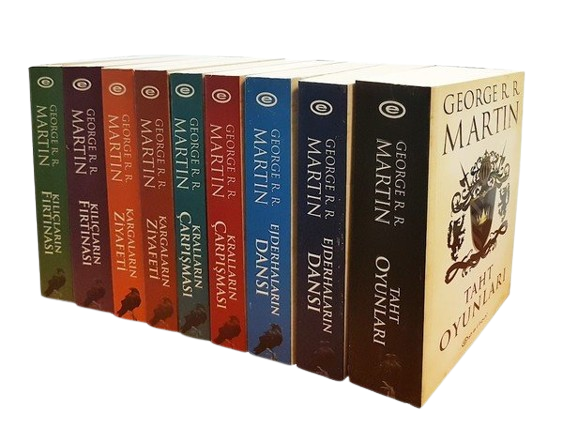 GEORGE R. R.
MARTIN
KILIÇLARIN
FIRTINASI
GEORGE R. R.
MARTIN
KILIÇLARIN
FIRTINASI
GEORGE R. R.
MARTIN
KARGALARIN
ZİYAFETİ
GEORGE R. R.
MARTIN
KARGALARIN
ZİYAFETİ
GEORGE R. R.
MARTIN
KRALLARIN
ÇARPIŞMASI
GEORGE R. R.
MARTIN
KRALLARIN
ÇARPIŞMASI
GEORGE R. R.
MARTIN
EJDERHALARIN
DANSI
GEORGE R. R.
MARTIN
EJDERHALARIN
DANSI
GEORGE R. R.
MARTIN
TAHT
OYUNLARI
GEORGE R. R.
MARTIN
TAHT
OYUNLARI